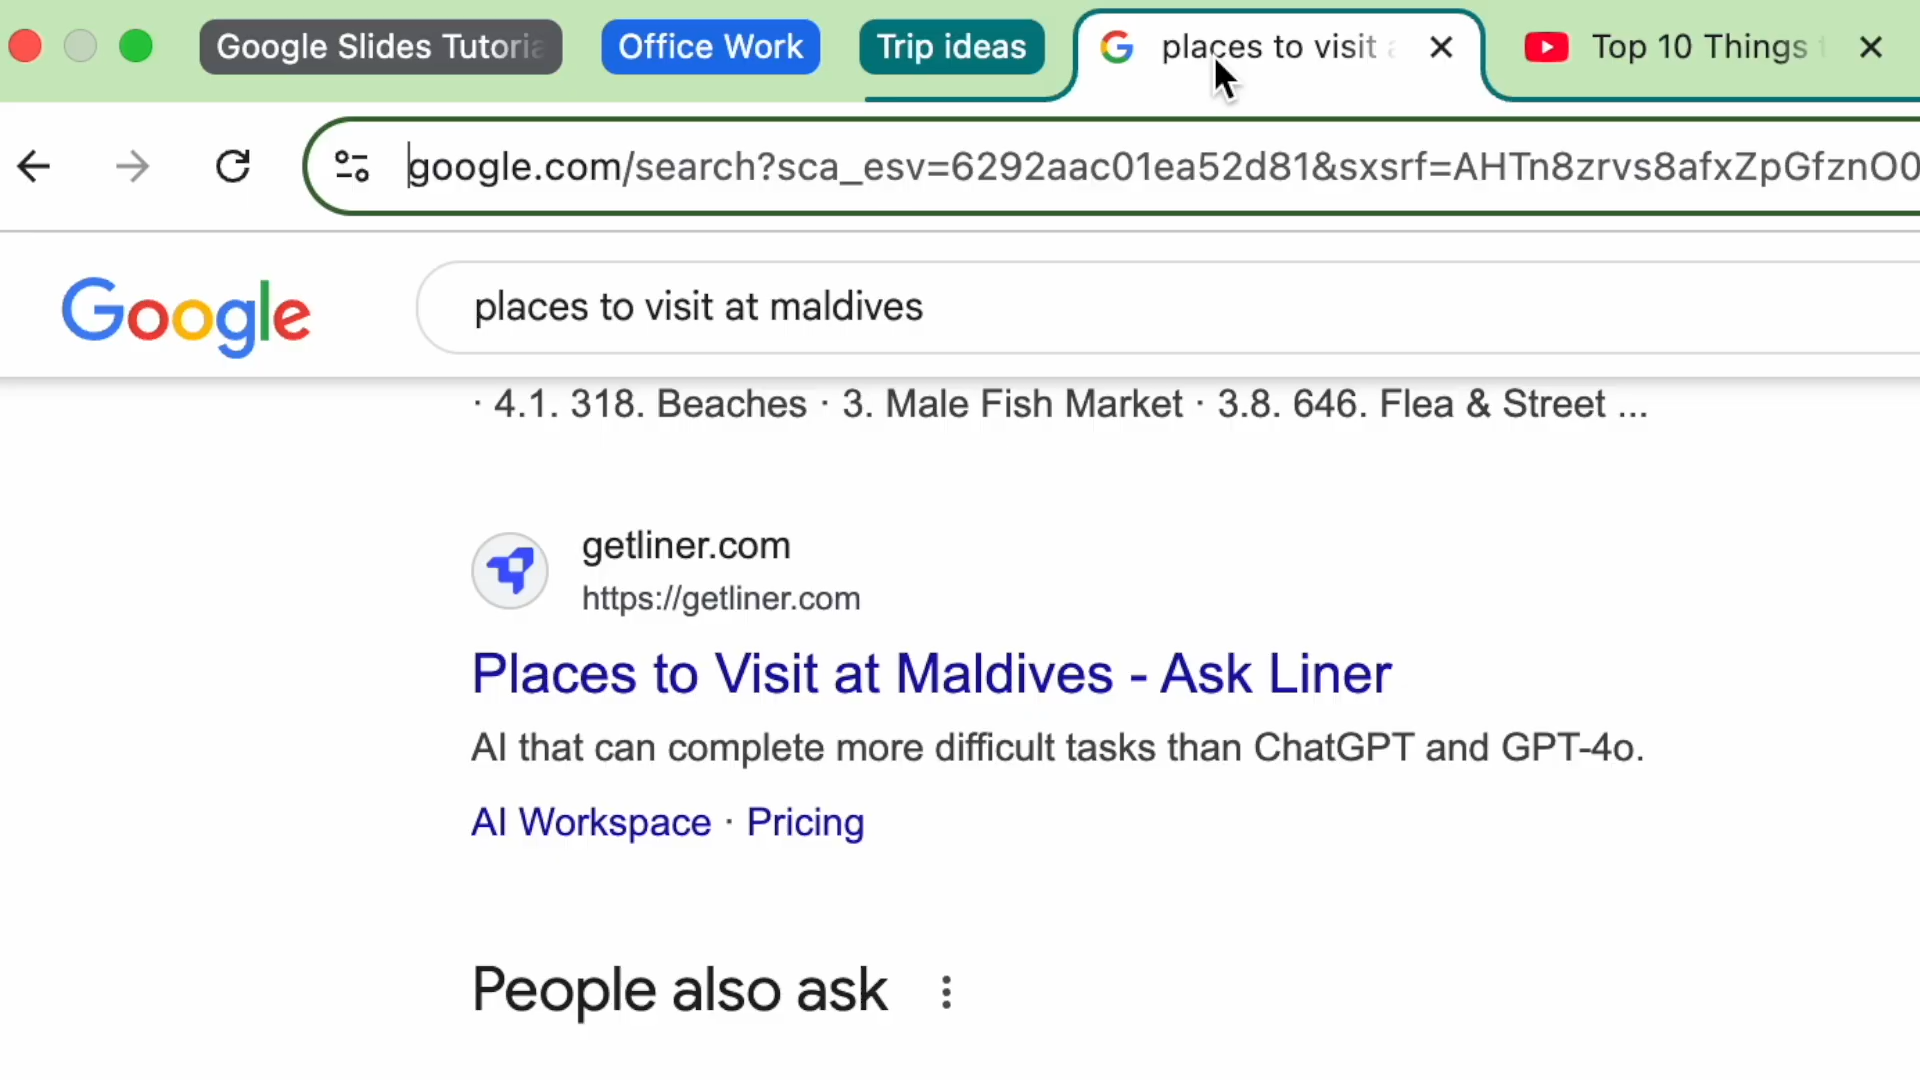 Google Slides Tutoria
Office Work
Trip ideas
places to visit a
Top 10 Things t
google.com/search?sca_esv=6292aac01ea52d81&sxsrf=AHTn8zrvs8afxZpGfznO0
Google
places to visit at maldives
· 4.1. 318. Beaches · 3. Male Fish Market · 3.8. 646. Flea & Street ...
getliner.com
https://getliner.com
Places to Visit at Maldives - Ask Liner
AI that can complete more difficult tasks than ChatGPT and GPT-4o.
AI Workspace · Pricing
People also ask